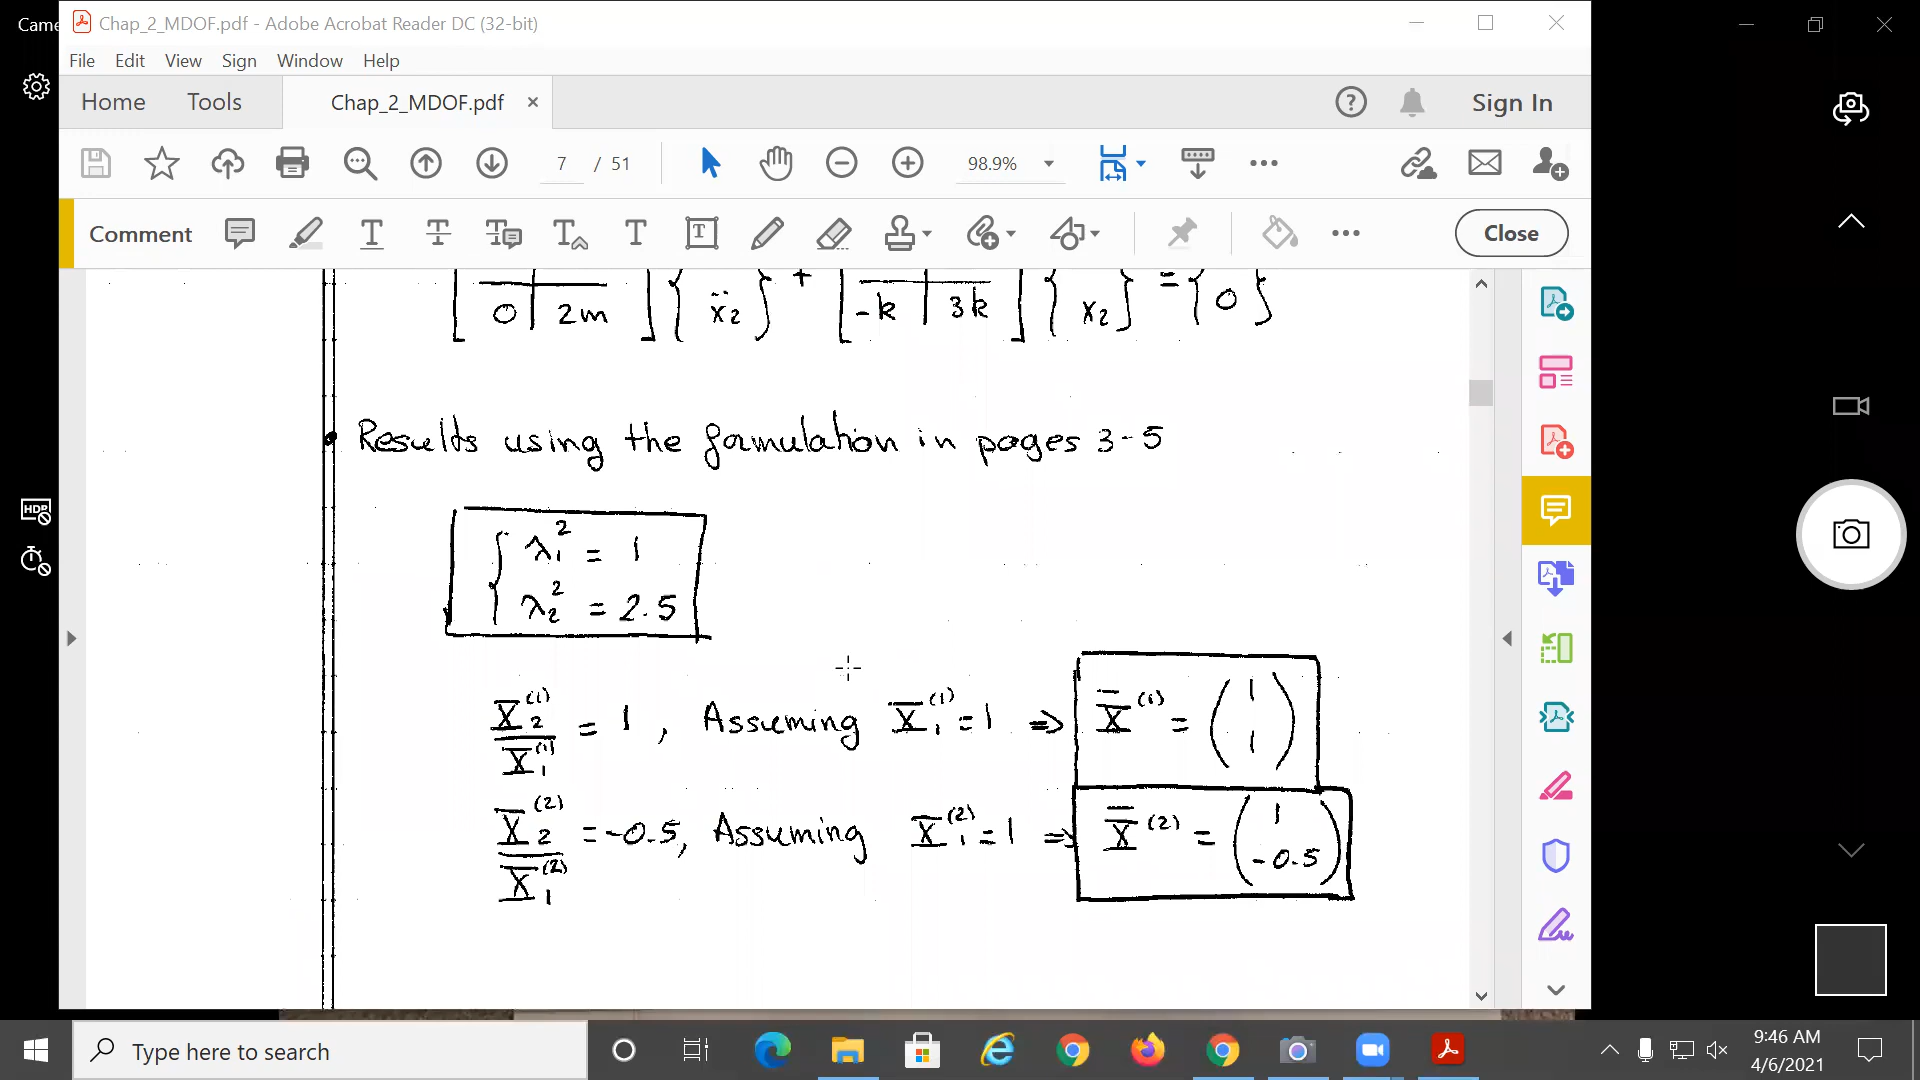 Came
Chap_2_MDOF.pdf - Adobe Acrobat Reader DC (32-bit)
File Edit View Sign Window Help
Home Tools Chap_2_MDOF.pdf × Sign In
7 / 51 98.9%
Comment Close
[0 | 2m] {ẍ₂} + [-k | 3k] {x₂} = {0}
• Results using the formulation in pages 3-5
λ₁² = 1
λ₂² = 2.5
X₂⁽¹⁾ / X₁⁽¹⁾ = 1, Assuming X₁⁽¹⁾ = 1 ⇒ X̄⁽¹⁾ = (1 1)
X₂⁽²⁾ / X₁⁽²⁾ = -0.5, Assuming X₁⁽²⁾ = 1 ⇒ X̄⁽²⁾ = (1 -0.5)
HDR
Type here to search
9:46 AM
4/6/2021